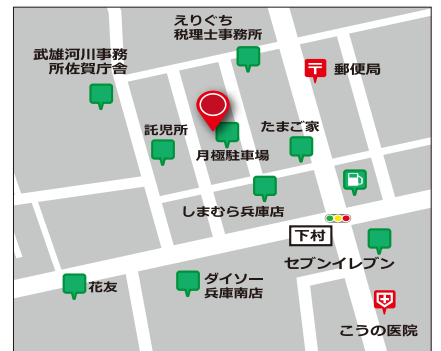 えりぐち
税理士事務所
武雄河川事務
所佐賀庁舎
郵便局
託児所
たまご家
月極駐車場
しまむら兵庫店
下村
セブンイレブン
花友
ダイソー
兵庫南店
こうの医院